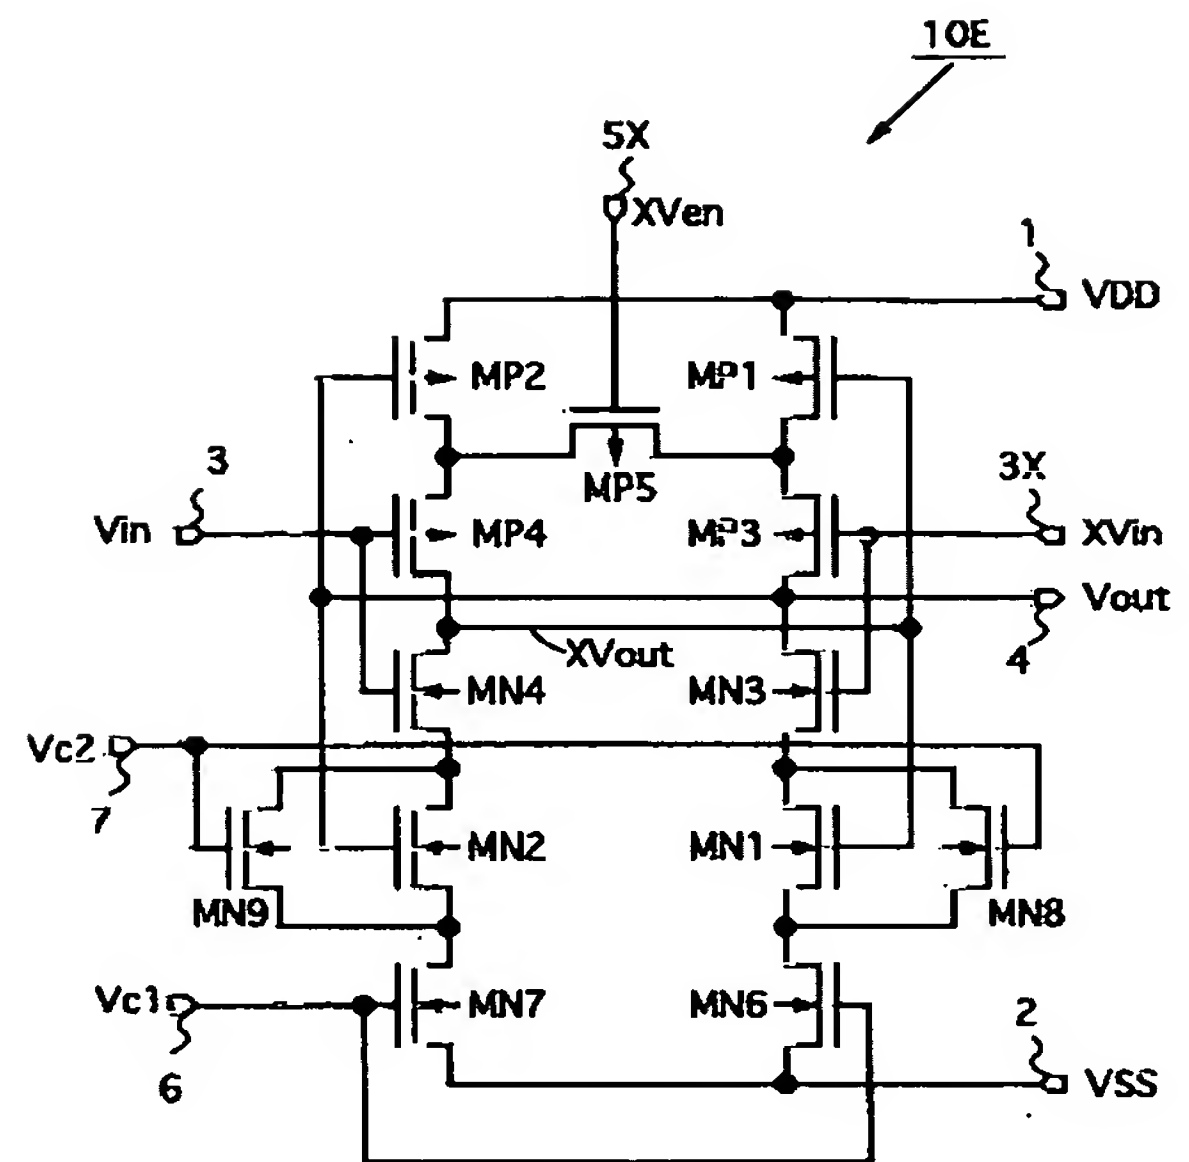 10E
5X
XVen
1
VDD
MP2
MP1
3
3X
MP5
Vin
MP4
MP3
XVin
Vout
XVout
4
MN4
MN3
Vc2
7
MN2
MN1
MN9
MN8
Vc1
MN7
MN6
2
6
VSS